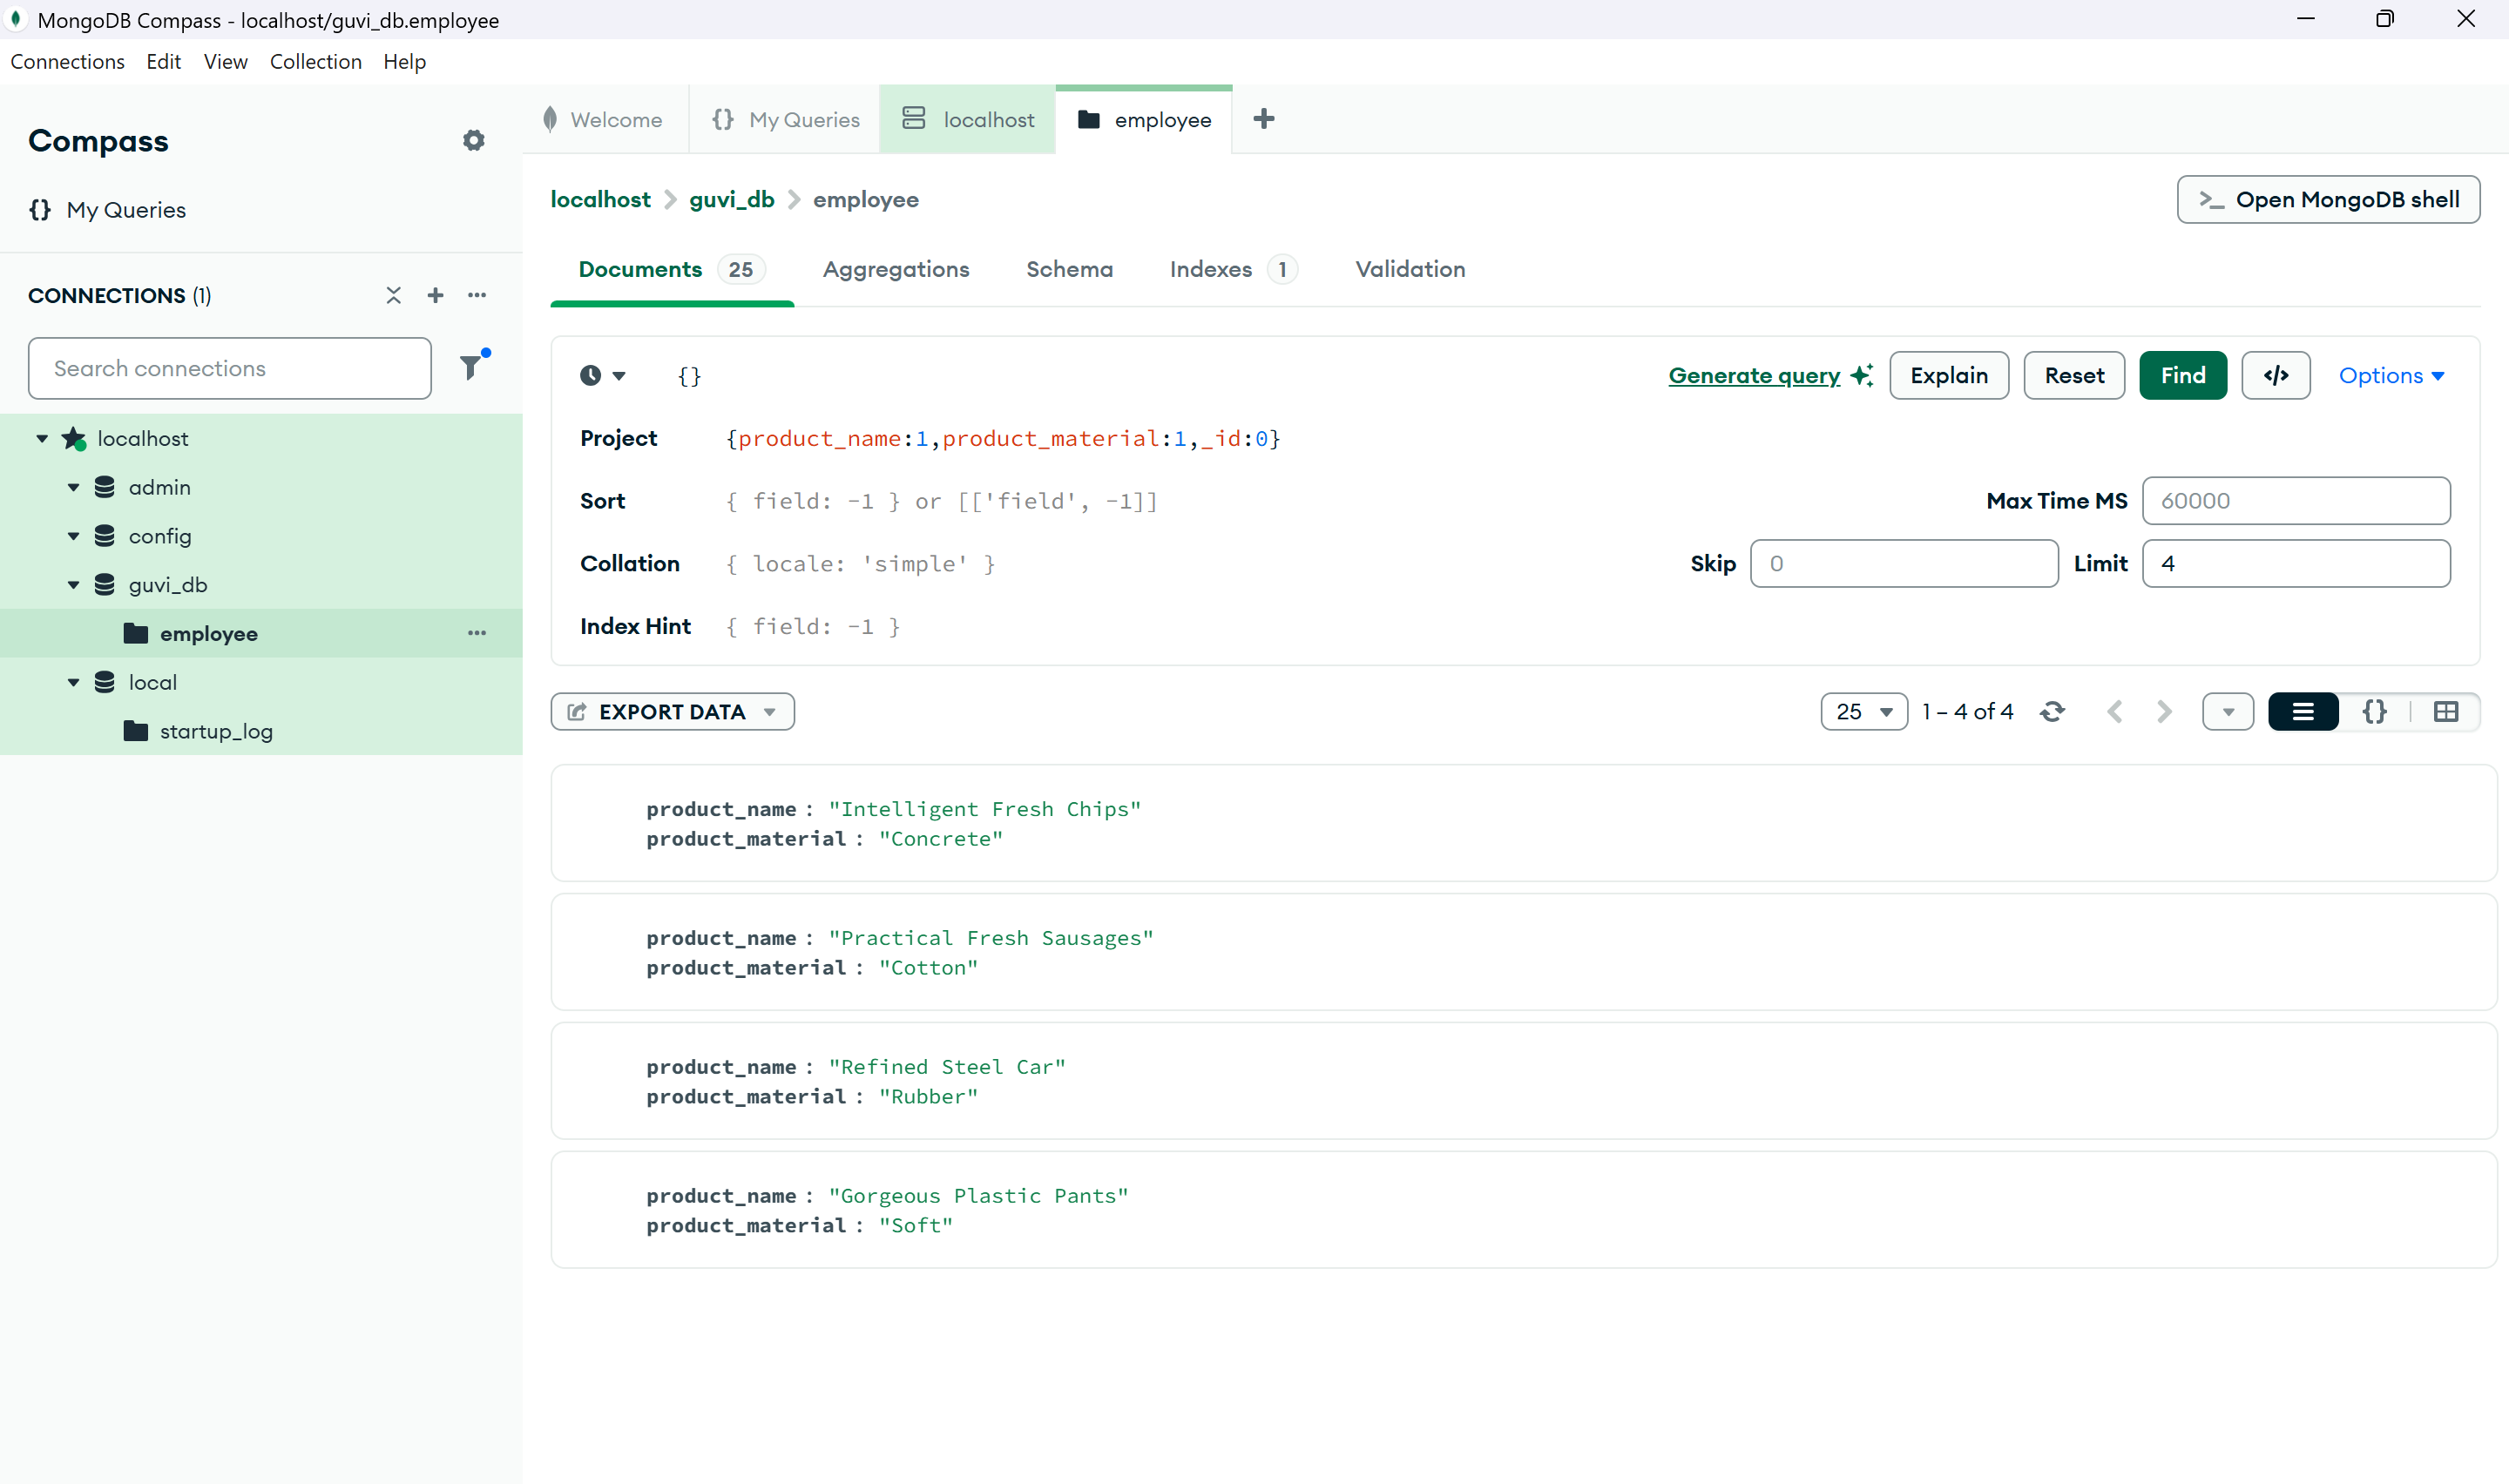 MongoDB Compass - localhost/guvi_db.employee
Connections Edit View Collection Help
Compass
{} My Queries
CONNECTIONS (1)
Search connections
localhost
admin
config
guvi_db
employee
local
startup_log
Welcome {} My Queries localhost employee +
localhost > guvi_db > employee
>_ Open MongoDB shell
Documents 25 Aggregations Schema Indexes 1 Validation
{} Generate query Explain Reset Find </> Options
Project {product_name:1,product_material:1,_id:0}
Sort { field: -1 } or [['field', -1]] Max Time MS 60000
Collation { locale: 'simple' } Skip 0 Limit 4
Index Hint { field: -1 }
EXPORT DATA 25 1 – 4 of 4 {}
product_name : "Intelligent Fresh Chips"
product_material : "Concrete"
product_name : "Practical Fresh Sausages"
product_material : "Cotton"
product_name : "Refined Steel Car"
product_material : "Rubber"
product_name : "Gorgeous Plastic Pants"
product_material : "Soft"